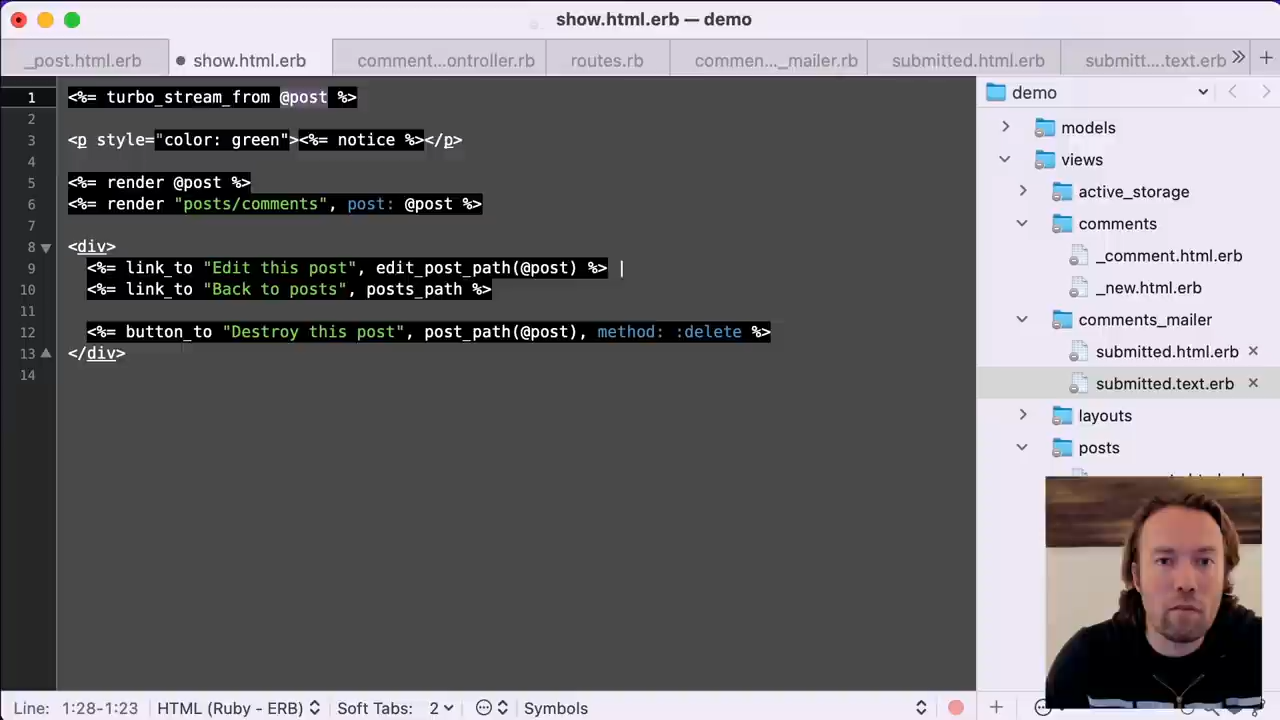 show.html.erb — demo
_post.html.erb
show.html.erb
comment…ontroller.rb
routes.rb
commen…_mailer.rb
submitted.html.erb
submitt….text.erb
1 <%= turbo_stream_from @post %>
2
3 <p style="color: green"><%= notice %></p>
4
5 <%= render @post %>
6 <%= render "posts/comments", post: @post %>
7
8 <div>
9 <%= link_to "Edit this post", edit_post_path(@post) %> |
10 <%= link_to "Back to posts", posts_path %>
11
12 <%= button_to "Destroy this post", post_path(@post), method: :delete %>
13 </div>
14
demo
models
views
active_storage
comments
_comment.html.erb
_new.html.erb
comments_mailer
submitted.html.erb
submitted.text.erb
layouts
posts
Line: 1:28-1:23 HTML (Ruby - ERB) Soft Tabs: 2 Symbols